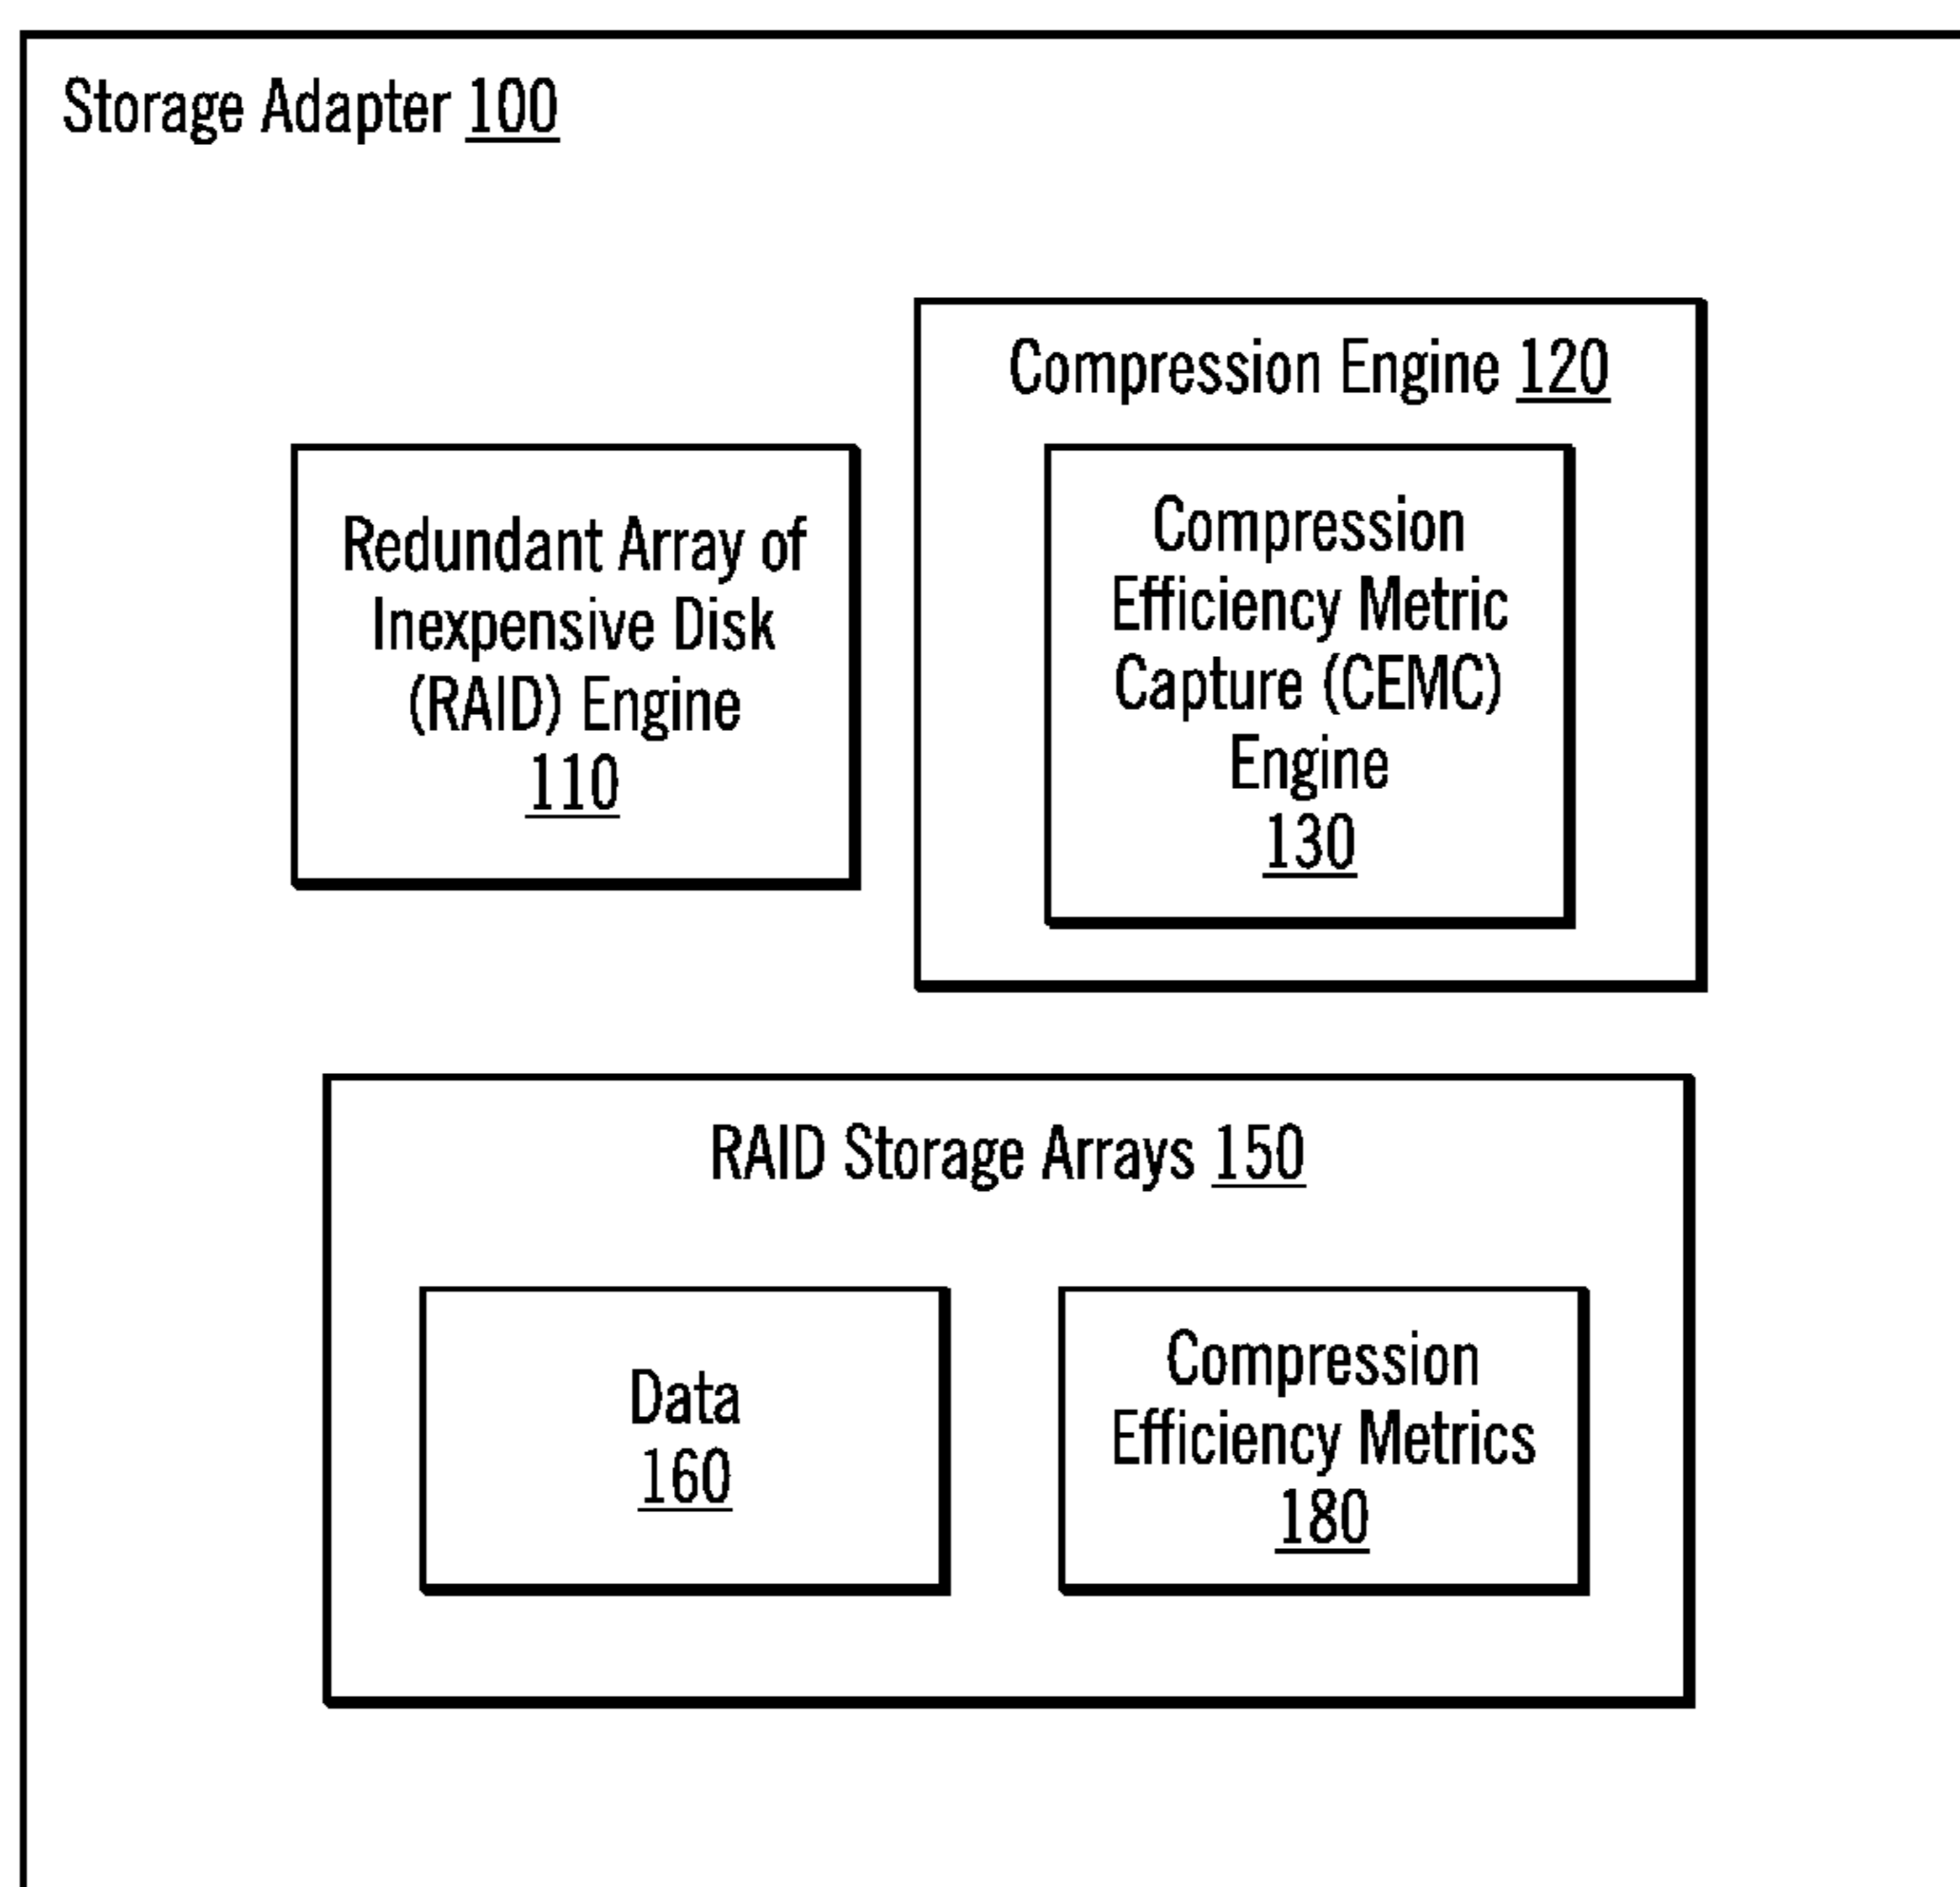 Storage Adapter 100
Compression Engine 120
Redundant Array of
Inexpensive Disk
(RAID) Engine
110
Compression
Efficiency Metric
Capture (CEMC)
Engine
130
RAID Storage Arrays 150
Data
160
Compression
Efficiency Metrics
180